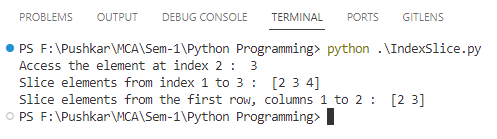 PROBLEMS OUTPUT DEBUG CONSOLE TERMINAL PORTS GITLENS
PS F:\Pushkar\MCA\Sem-1\Python Programming> python .\IndexSlice.py
Access the element at index 2 :  3
Slice elements from index 1 to 3 :  [2 3 4]
Slice elements from the first row, columns 1 to 2 :  [2 3]
PS F:\Pushkar\MCA\Sem-1\Python Programming>